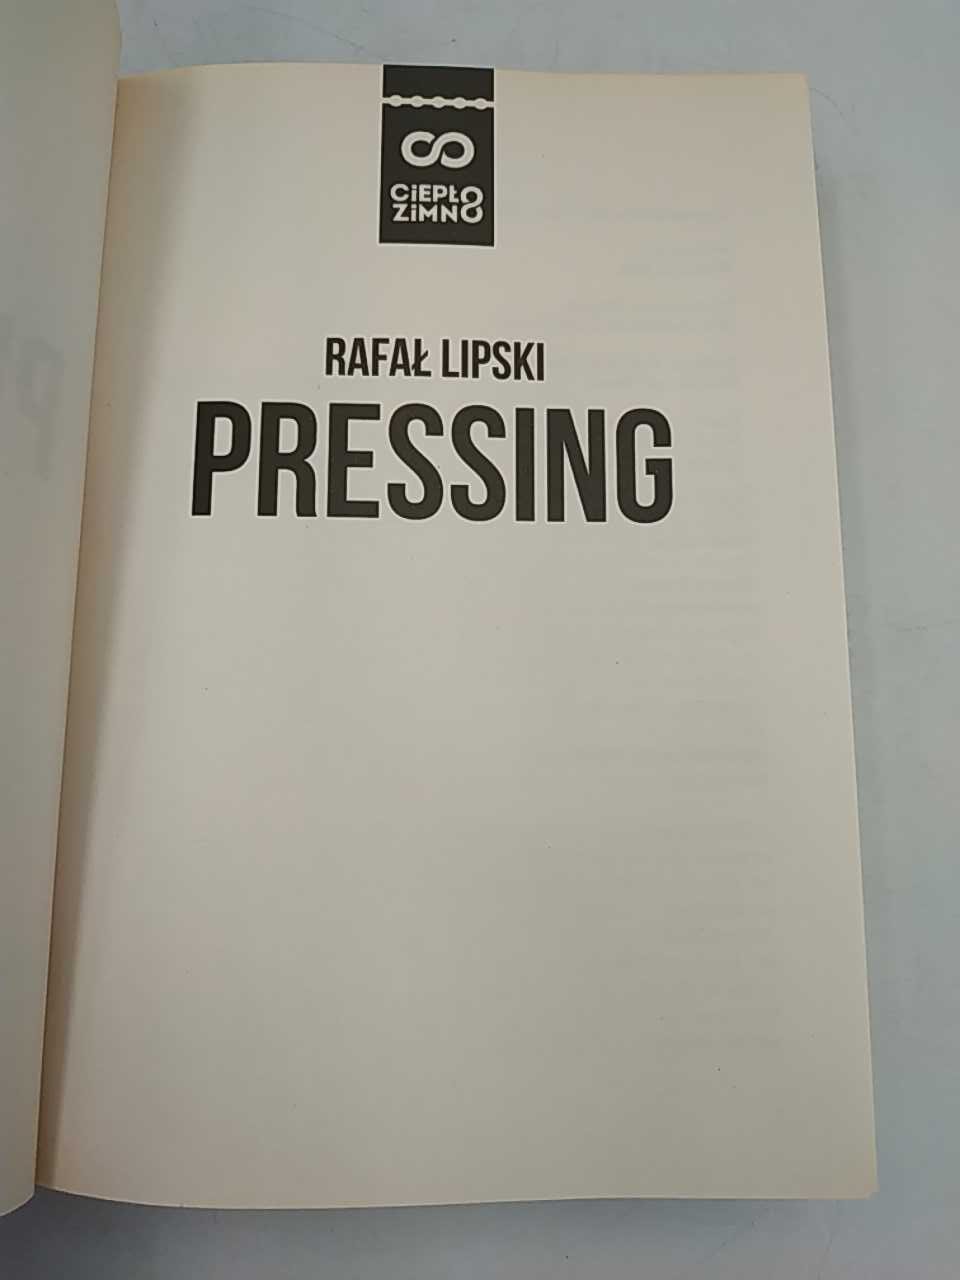 CiEPŁO
ZiMNO
RAFAŁ LIPSKI
PRESSING